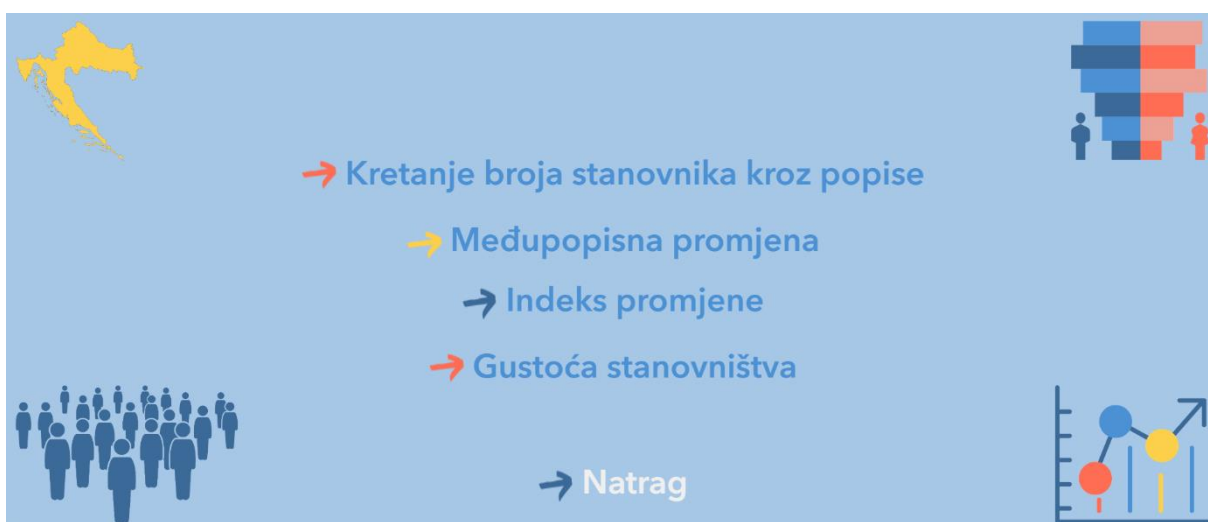 Kretanje broja stanovnika kroz popise
Međupopisna promjena
Indeks promjene
Gustoća stanovništva
Natrag